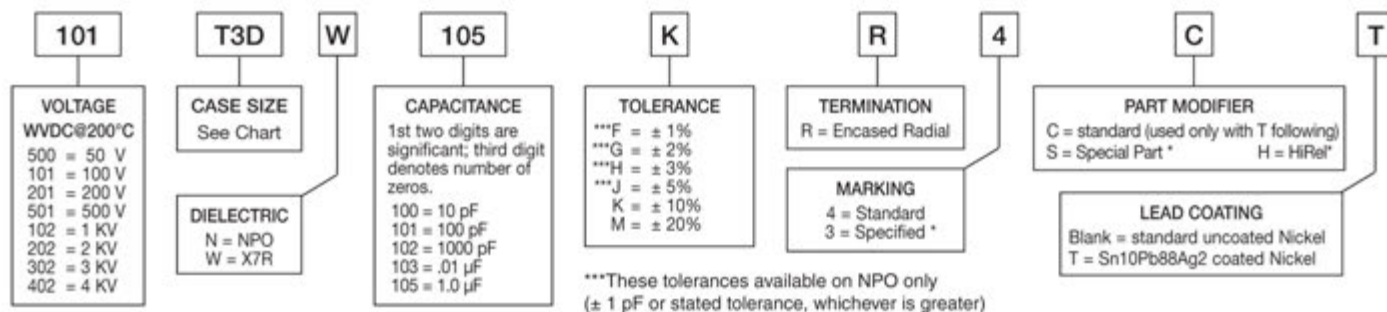 101 T3D W 105 K R 4 C T
VOLTAGE
WVDC@200°C
500 = 50 V
101 = 100 V
201 = 200 V
501 = 500 V
102 = 1 KV
202 = 2 KV
302 = 3 KV
402 = 4 KV
CASE SIZE
See Chart
DIELECTRIC
N = NPO
W = X7R
CAPACITANCE
1st two digits are
significant; third digit
denotes number of
zeros.
100 = 10 pF
101 = 100 pF
102 = 1000 pF
103 = .01 µF
105 = 1.0 µF
TOLERANCE
***F = ± 1%
***G = ± 2%
***H = ± 3%
***J = ± 5%
K = ± 10%
M = ± 20%
***These tolerances available on NPO only
(± 1 pF or stated tolerance, whichever is greater)
TERMINATION
R = Encased Radial
MARKING
4 = Standard
3 = Specified *
PART MODIFIER
C = standard (used only with T following)
S = Special Part * H = HiRel*
LEAD COATING
Blank = standard uncoated Nickel
T = Sn10Pb88Ag2 coated Nickel